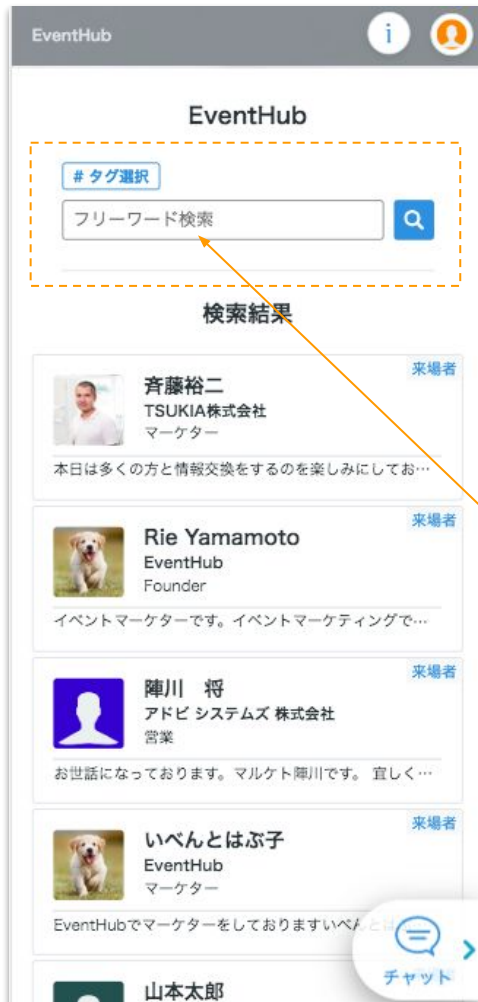 EventHub
i
EventHub
# タグ選択
フリーワード検索
検索結果
来場者
斉藤裕二
TSUKIA株式会社
マーケター
本日は多くの方と情報交換をするのを楽しみにしてお…
来場者
Rie Yamamoto
EventHub
Founder
イベントマーケターです。イベントマーケティングで…
来場者
陣川 将
アドビ システムズ 株式会社
営業
お世話になっております。マルケト陣川です。 宜しく…
来場者
いべんとはぶ子
EventHub
マーケター
EventHubでマーケターをしておりますいべんと
チャット
山本太郎